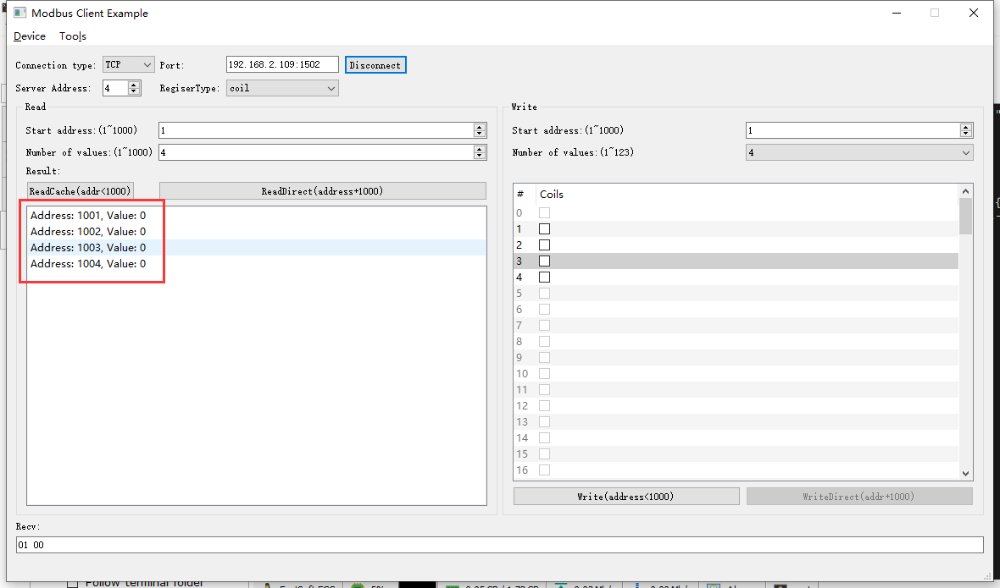 Modbus Client Example
Device Tools
Connection type: TCP Port: 192.168.2.109:1502 Disconnect
Server Address: 4 RegiserType: coil
Read
Start address:(1~1000) 1
Number of values:(1~1000) 4
Result:
ReadCache(addr<1000) ReadDirect(address+1000)
Address: 1001, Value: 0
Address: 1002, Value: 0
Address: 1003, Value: 0
Address: 1004, Value: 0
Write
Start address:(1~1000) 1
Number of values:(1~123) 4
# Coils
0
1
2
3
4
5
6
7
8
9
10
11
12
13
14
15
16
Write(address<1000) WriteDirect(addr+1000)
Recv:
01 00
Follow terminal folder